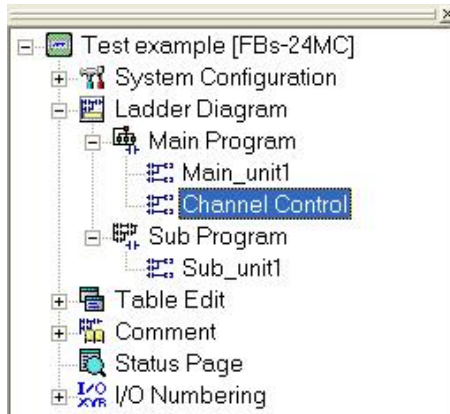 Test example [FBs-24MC]
System Configuration
Ladder Diagram
Main Program
Main_unit1
Channel Control
Sub Program
Sub_unit1
Table Edit
Comment
Status Page
I/O Numbering